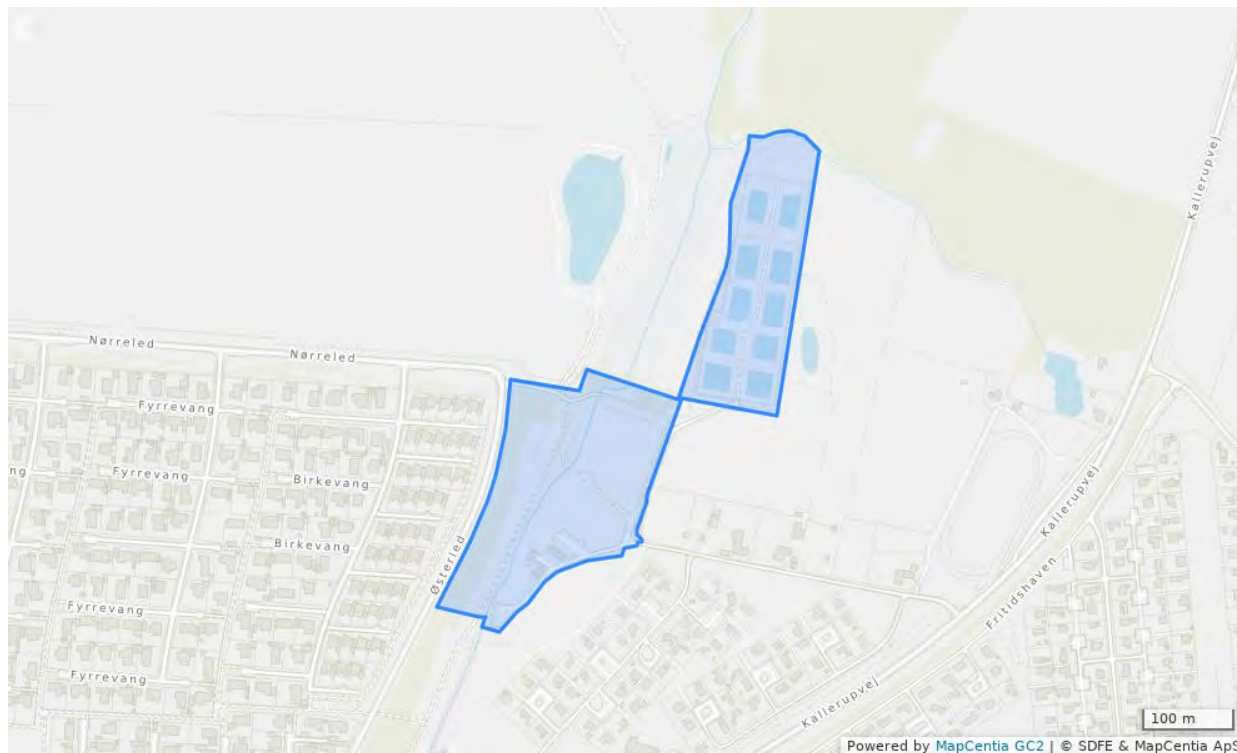 Kallerupvej
Nørreled
Nørreled
Fyrrevang
ng
Fyrrevang
Birkevang
Birkevang
Østerled
Fyrrevang
Fyrrevang
Kallerupvej
Fritidshaven
Kallerupvej
100 m
Powered by MapCentia GC2 | © SDFE & MapCentia ApS